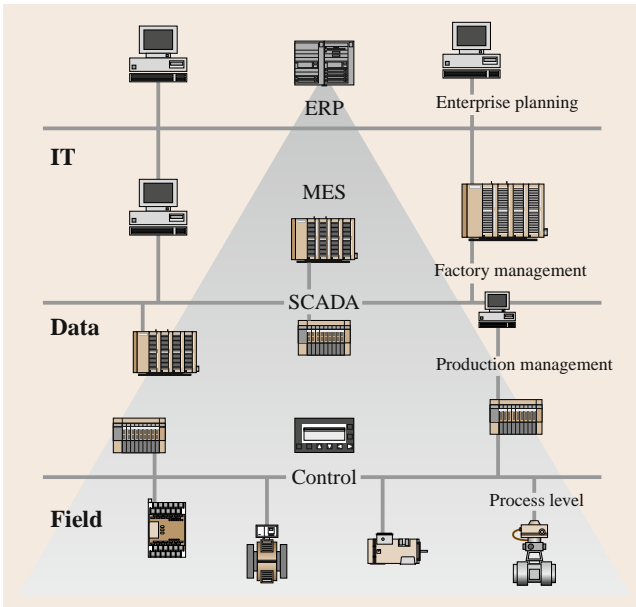 ERP
Enterprise planning
IT
MES
Factory management
SCADA
Data
Production management
Control
Process level
Field